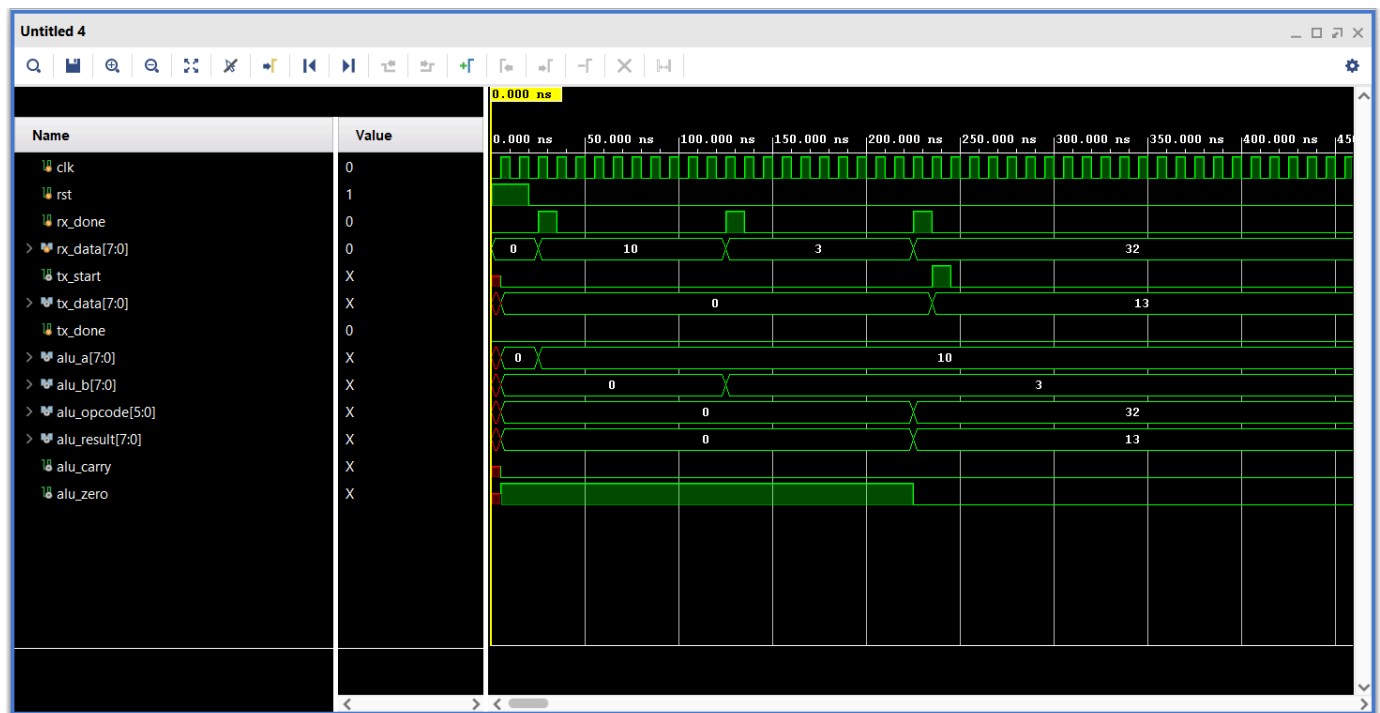 Untitled 4
0.000 ns
Name Value
0.000 ns 50.000 ns 100.000 ns 150.000 ns 200.000 ns 250.000 ns 300.000 ns 350.000 ns 400.000 ns 450
clk 0
rst 1
rx_done 0
rx_data[7:0] 0 0 10 3 32
tx_start X
tx_data[7:0] X 0 13
tx_done 0
alu_a[7:0] X 0 10
alu_b[7:0] X 0 3
alu_opcode[5:0] X 0 32
alu_result[7:0] X 0 13
alu_carry X
alu_zero X